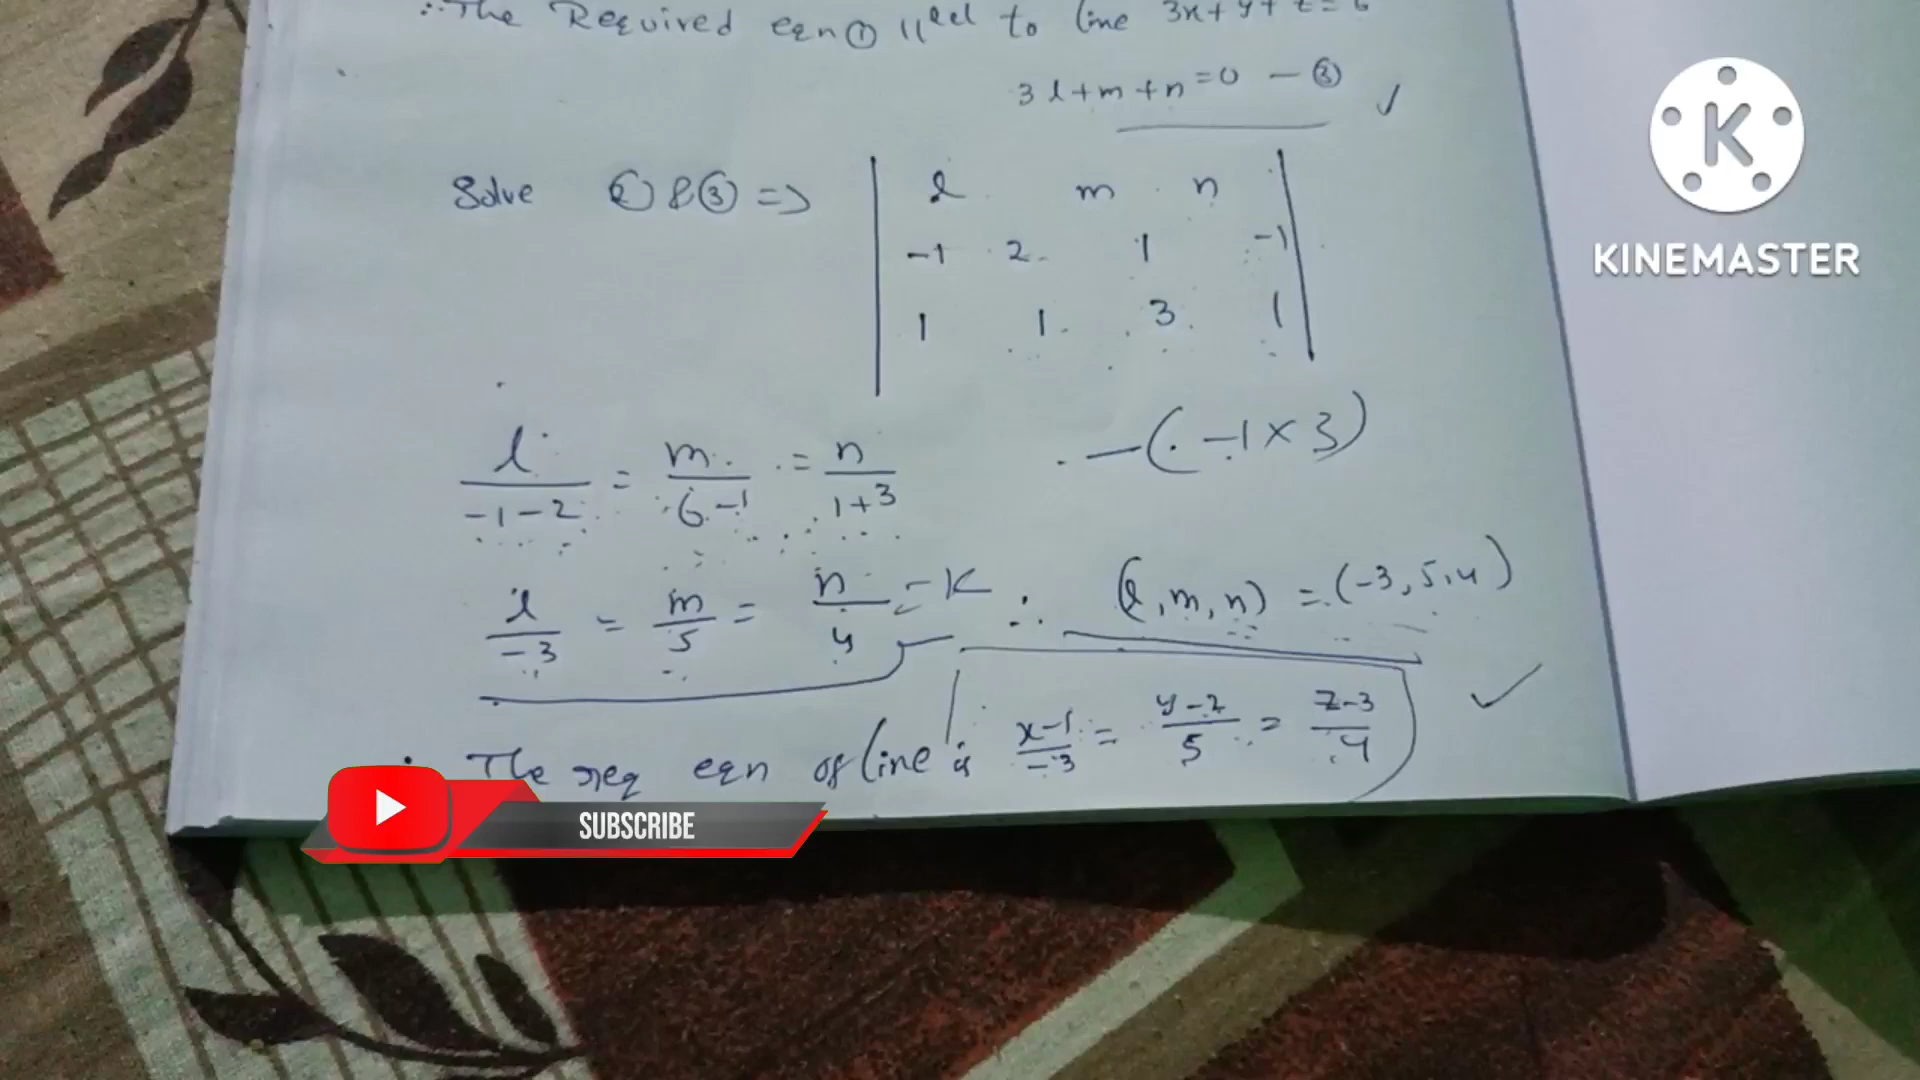 ∴ The Required eqn ① ||lel to line 3x+y+z=6
3l+m+n=0 — ③ ✓
Solve ② & ③ =>
l m n
-1 2 1 -1
1 1 3 1
l/-1-2 = m/6-1 = n/1+3
-(-1×3)
l/-3 = m/5 = n/4 = K ∴ (l,m,n) = (-3,5,4)
The req eqn of line is x-1/-3 = y-2/5 = z-3/4 ✓
SUBSCRIBE
K
KINEMASTER